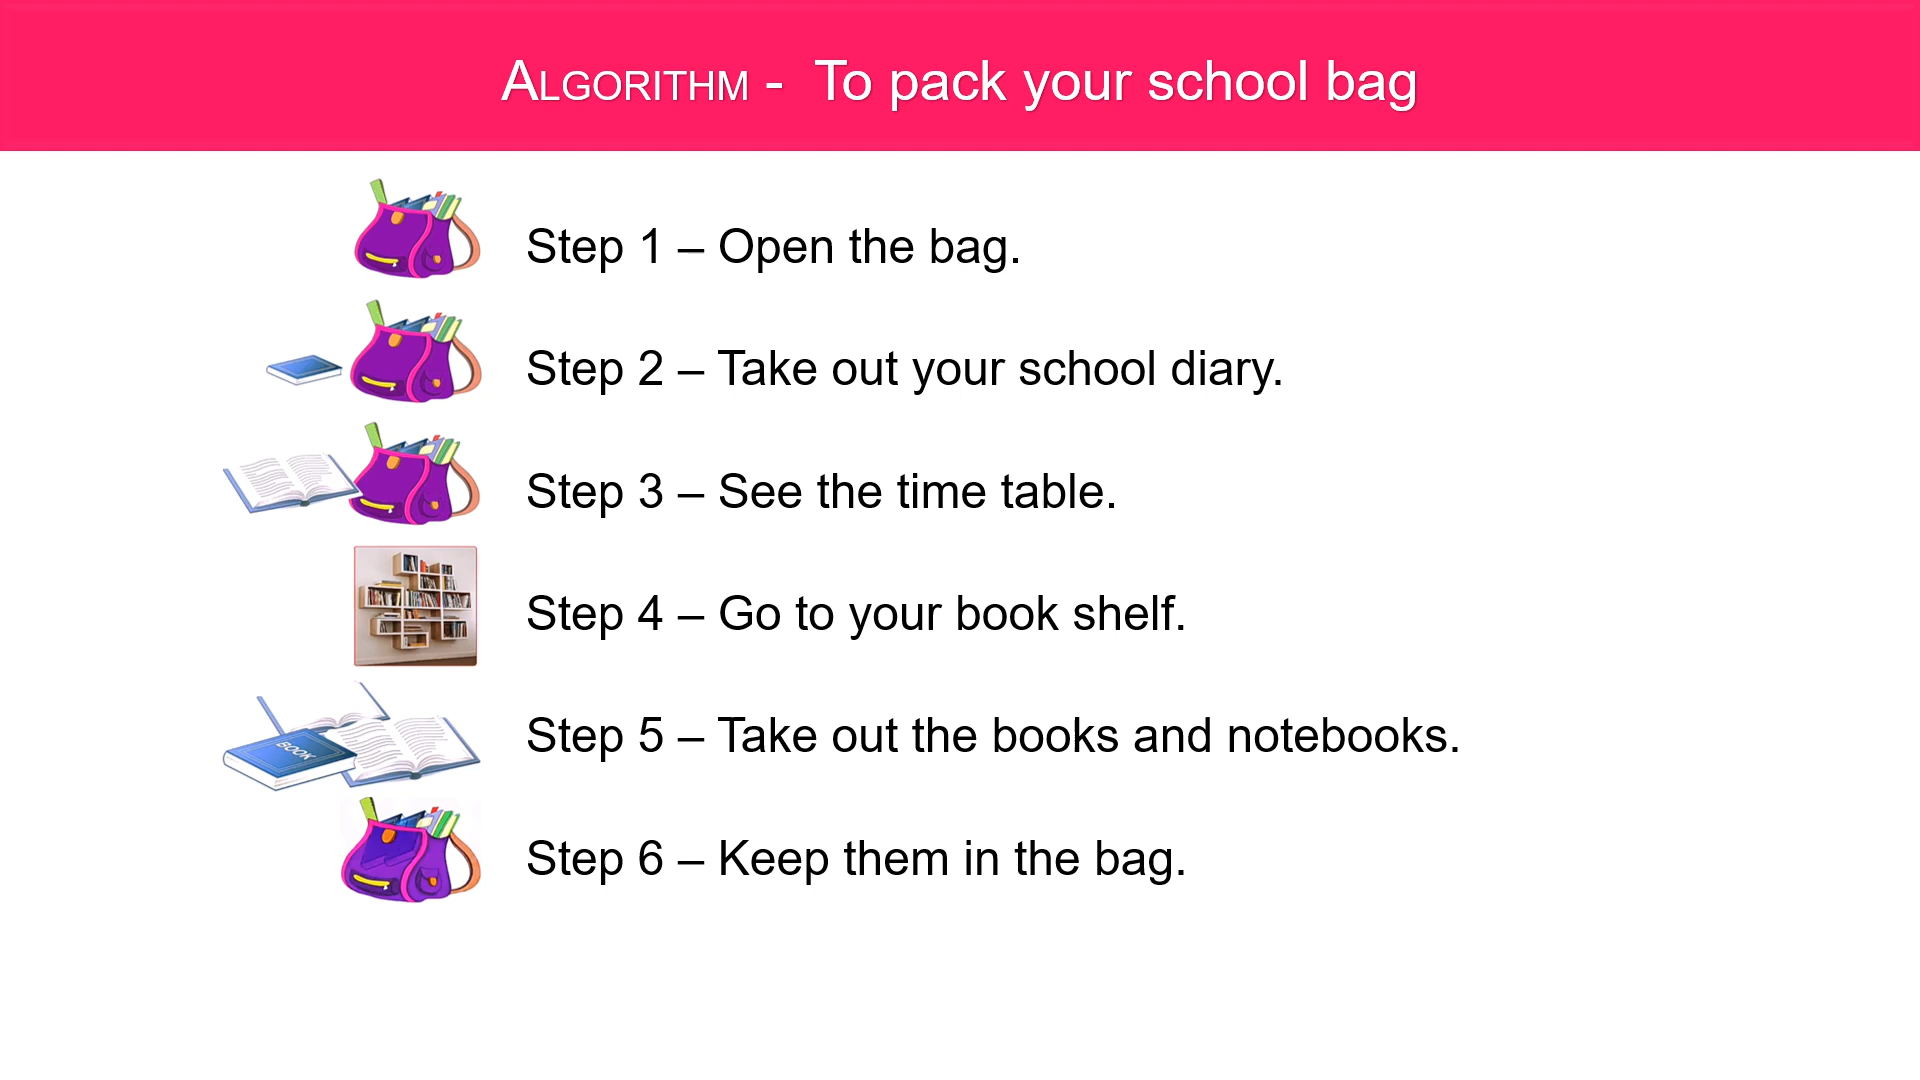 ALGORITHM -  To pack your school bag
Step 1 – Open the bag.
Step 2 – Take out your school diary.
Step 3 – See the time table.
Step 4 – Go to your book shelf.
BOOK
Step 5 – Take out the books and notebooks.
Step 6 – Keep them in the bag.